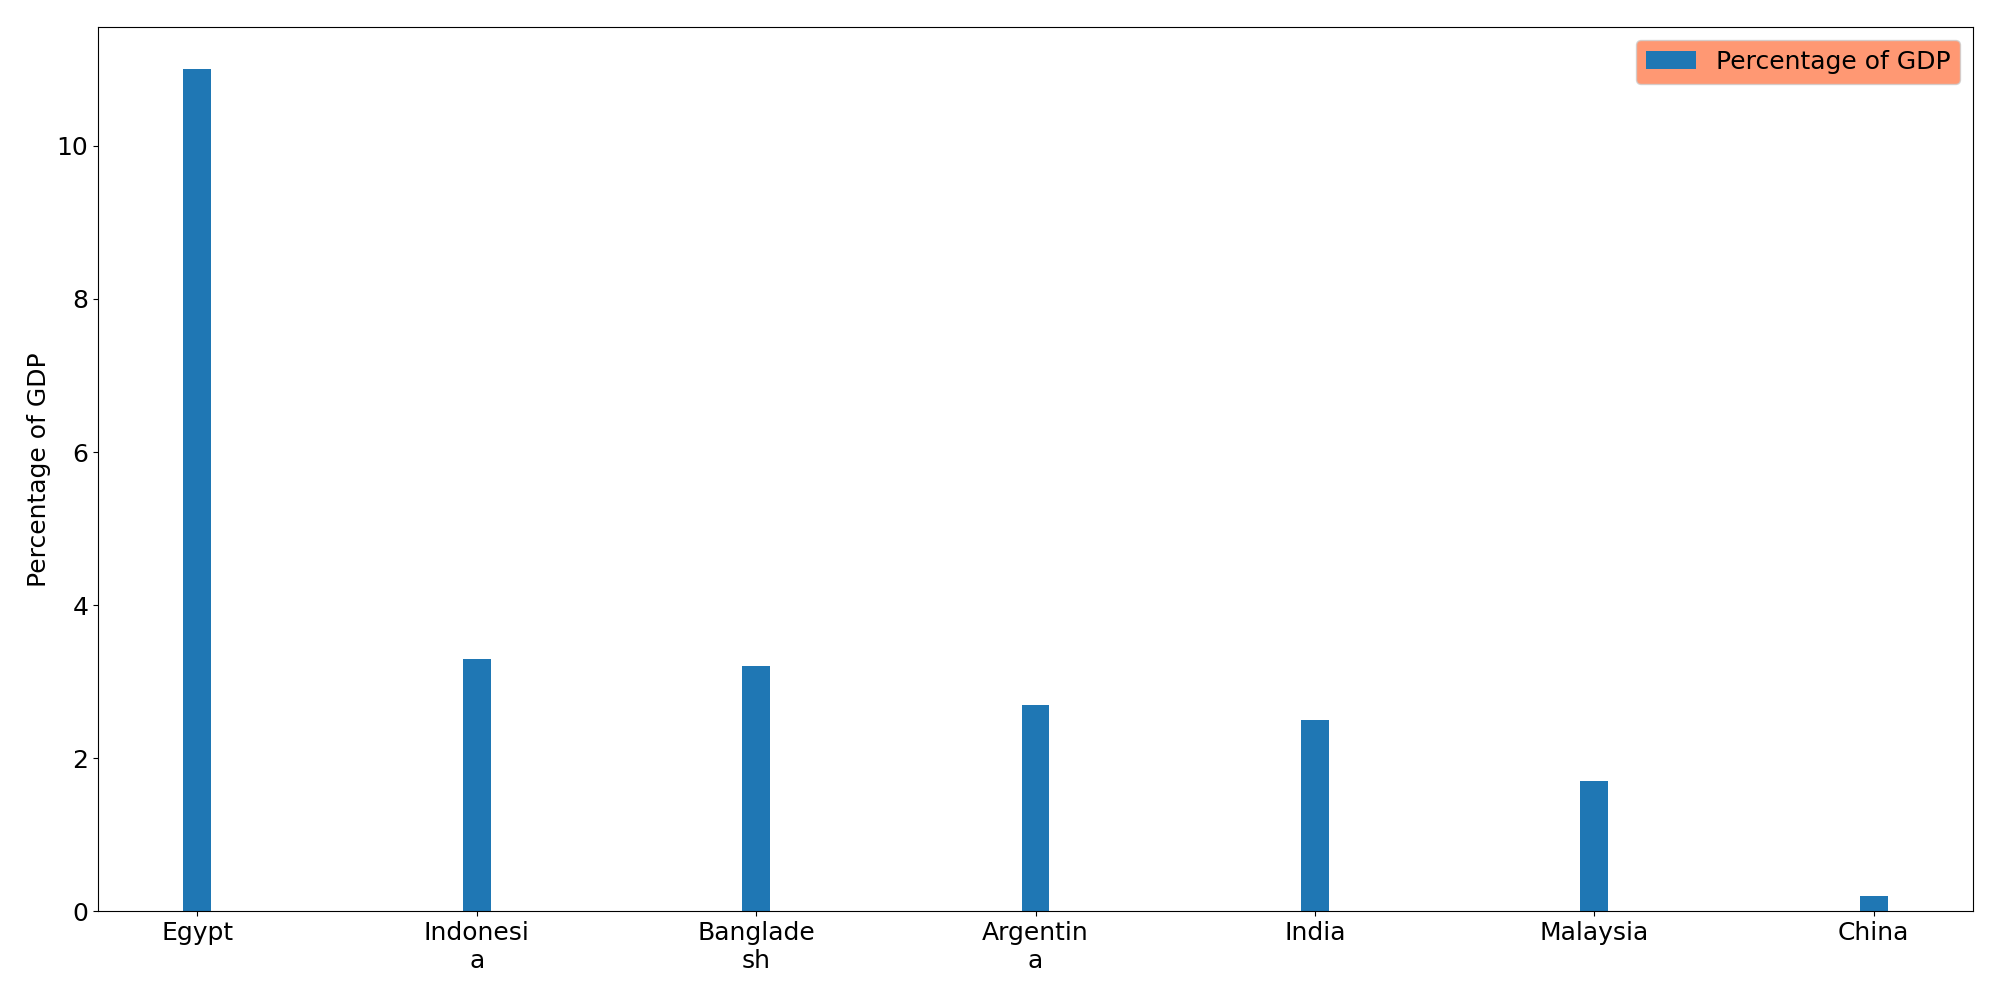 Percentage of GDP
10
8
6
4
2
0
Percentage of GDP
Egypt
Indonesi
a
Banglade
sh
Argentin
a
India
Malaysia
China